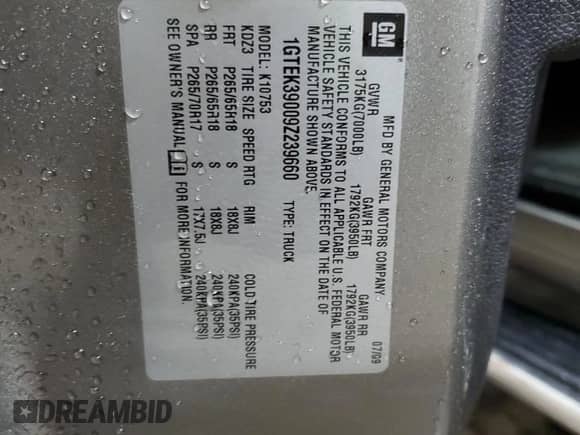 GM
MFD BY GENERAL MOTORS COMPANY
07/09
GVWR GAWR FRT GAWR RR
3175KG(7000LB) 1792KG(3950LB) 1792KG(3950LB)
THIS VEHICLE CONFORMS TO ALL APPLICABLE U.S. FEDERAL MOTOR
VEHICLE SAFETY STANDARDS IN EFFECT ON THE DATE OF
MANUFACTURE SHOWN ABOVE.
1GTEK39009Z239660 TYPE: TRUCK
MODEL: K10753
KDZ3 TIRE SIZE SPEED RTG RIM COLD TIRE PRESSURE
FRT P265/65R18 S 18X8J 240KPA(35PSI)
RR P265/65R18 S 18X8J 240KPA(35PSI)
SPA P265/70R17 S 17X7.5J 240KPA(35PSI)
SEE OWNER'S MANUAL FOR MORE INFORMATION.
DREAMBID